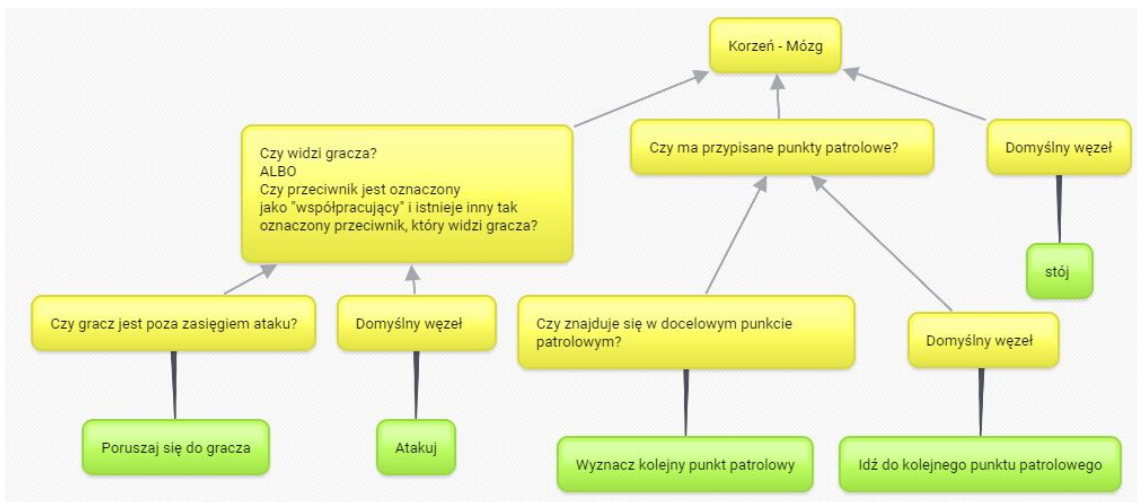 Korzeń - Mózg
Czy widzi gracza?
ALBO
Czy przeciwnik jest oznaczony
jako "współpracujący" i istnieje inny tak
oznaczony przeciwnik, który widzi gracza?
Czy ma przypisane punkty patrolowe?
Domyślny węzeł
stój
Czy gracz jest poza zasięgiem ataku?
Domyślny węzeł
Czy znajduje się w docelowym punkcie
patrolowym?
Domyślny węzeł
Poruszaj się do gracza
Atakuj
Wyznacz kolejny punkt patrolowy
Idź do kolejnego punktu patrolowego